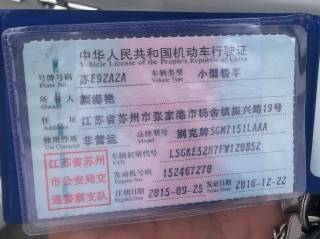 中华人民共和国机动车行驶证
Vehicle License of the People's Republic of China
号牌号码 苏E9ZAZA 车辆类型 小型轿车
Plate No. Vehicle Type
所有人 颜海艳
Owner
住址 江苏省苏州市张家港市杨舍镇振兴路19号
Address
使用性质 非营运 品牌型号 别克牌SGM7151LAAA
Use Character Model
江苏省苏州
市公安局交
通警察支队
车辆识别代号 LSGKE52H7FW120852
VIN
发动机号码 152467270
Engine No.
注册日期 2015-09-25 发证日期 2016-12-22
Register Date Issue Date